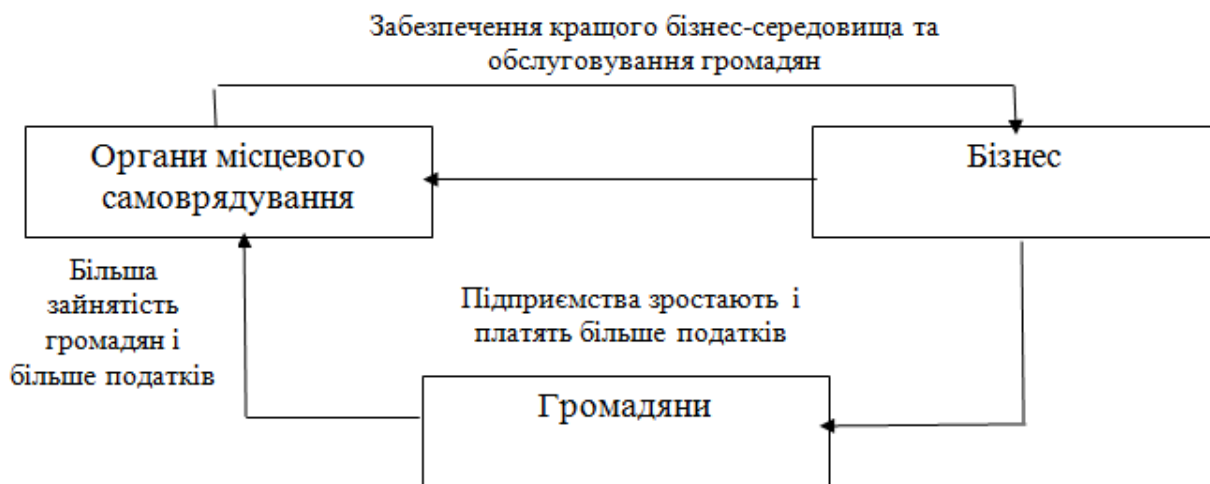 Забезпечення кращого бізнес-середовища та
обслуговування громадян
Органи місцевого
самоврядування
Бізнес
Більша
зайнятість
громадян і
більше податків
Підприємства зростають і
платять більше податків
Громадяни